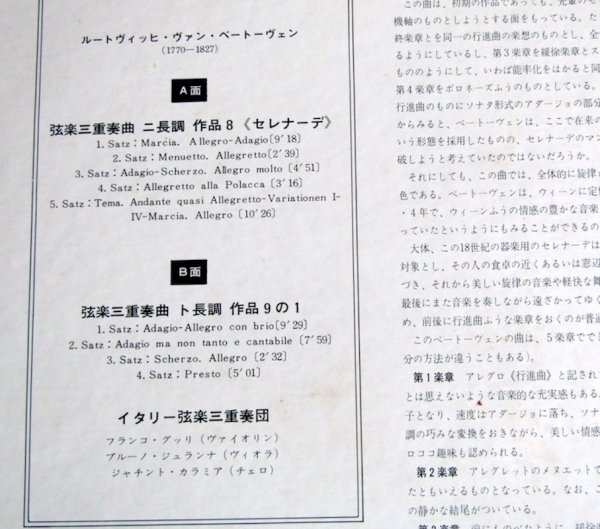 ルートヴィッヒ・ヴァン・ベートーヴェン
(1770―1827)
A面
弦楽三重奏曲 ニ長調 作品8《セレナーデ》
1. Satz: Marcia. Allegro-Adagio〔9'18〕
2. Satz: Menuetto. Allegretto〔2'39〕
3. Satz: Adagio-Scherzo. Allegro molto〔4'51〕
4. Satz: Allegretto alla Polacca〔3'16〕
5. Satz: Tema. Andante quasi Allegretto-Variationen I-
IV-Marcia. Allegro〔10'26〕
B面
弦楽三重奏曲 ト長調 作品9の1
1. Satz: Adagio-Allegro con brio〔9'29〕
2. Satz: Adagio ma non tanto e cantabile〔7'59〕
3. Satz: Scherzo. Allegro〔2'32〕
4. Satz: Presto〔5'01〕
イタリー弦楽三重奏団
フランコ・グッリ(ヴァイオリン)
ブルーノ・ジュランナ(ヴィオラ)
ジャチント・カラミア(チェロ)
この曲は、初期の作品であっても、
機軸のものとしようとする面をもっている。た
終楽章とを同一の行進曲の楽想のものとし、全
るようにしているし、第3楽章を緩徐楽章とス
もののようにして、いわば能率化をはかると同
第4楽章をポロネーズふうのものとしている。
行進曲のものにソナタ形式のアダージョの部分
からみると、ベートーヴェンは、ここで在来の
いう形態を採用したものの、セレナーデのマン
破しようと考えていたのではないだろうか。
それにしても、この曲では、全体的に旋律が
色である。ベートーヴェンは、ウィーンに定住
・4年で、ウィーンふうの情感の豊かな音楽
っていたというようにもみることができるの
大体、この18世紀の器楽用のセレナーデは
対象とし、その人の食卓の近くあるいは窓辺
づき、それから美しい旋律の音楽や軽快な舞
最後にまた音楽を奏しながら遠ざかってゆく
め、前後に行進曲ふうな楽章をおくのが普通
このベートーヴェンの曲は、5楽章でで
分の方法が違うこともある)。
第1楽章 アレグロ《行進曲》と記され
とは思えないような音楽的な充実感もある。
子となり、速度はアダージョに落ち、ソナ
調の巧みな変換をおきながら、美しい情感
ロココ趣味も認められる。
第2楽章 アレグレットのメヌエットで
たともいえるものとなっている。なお、こ
の静かな結尾がついている。